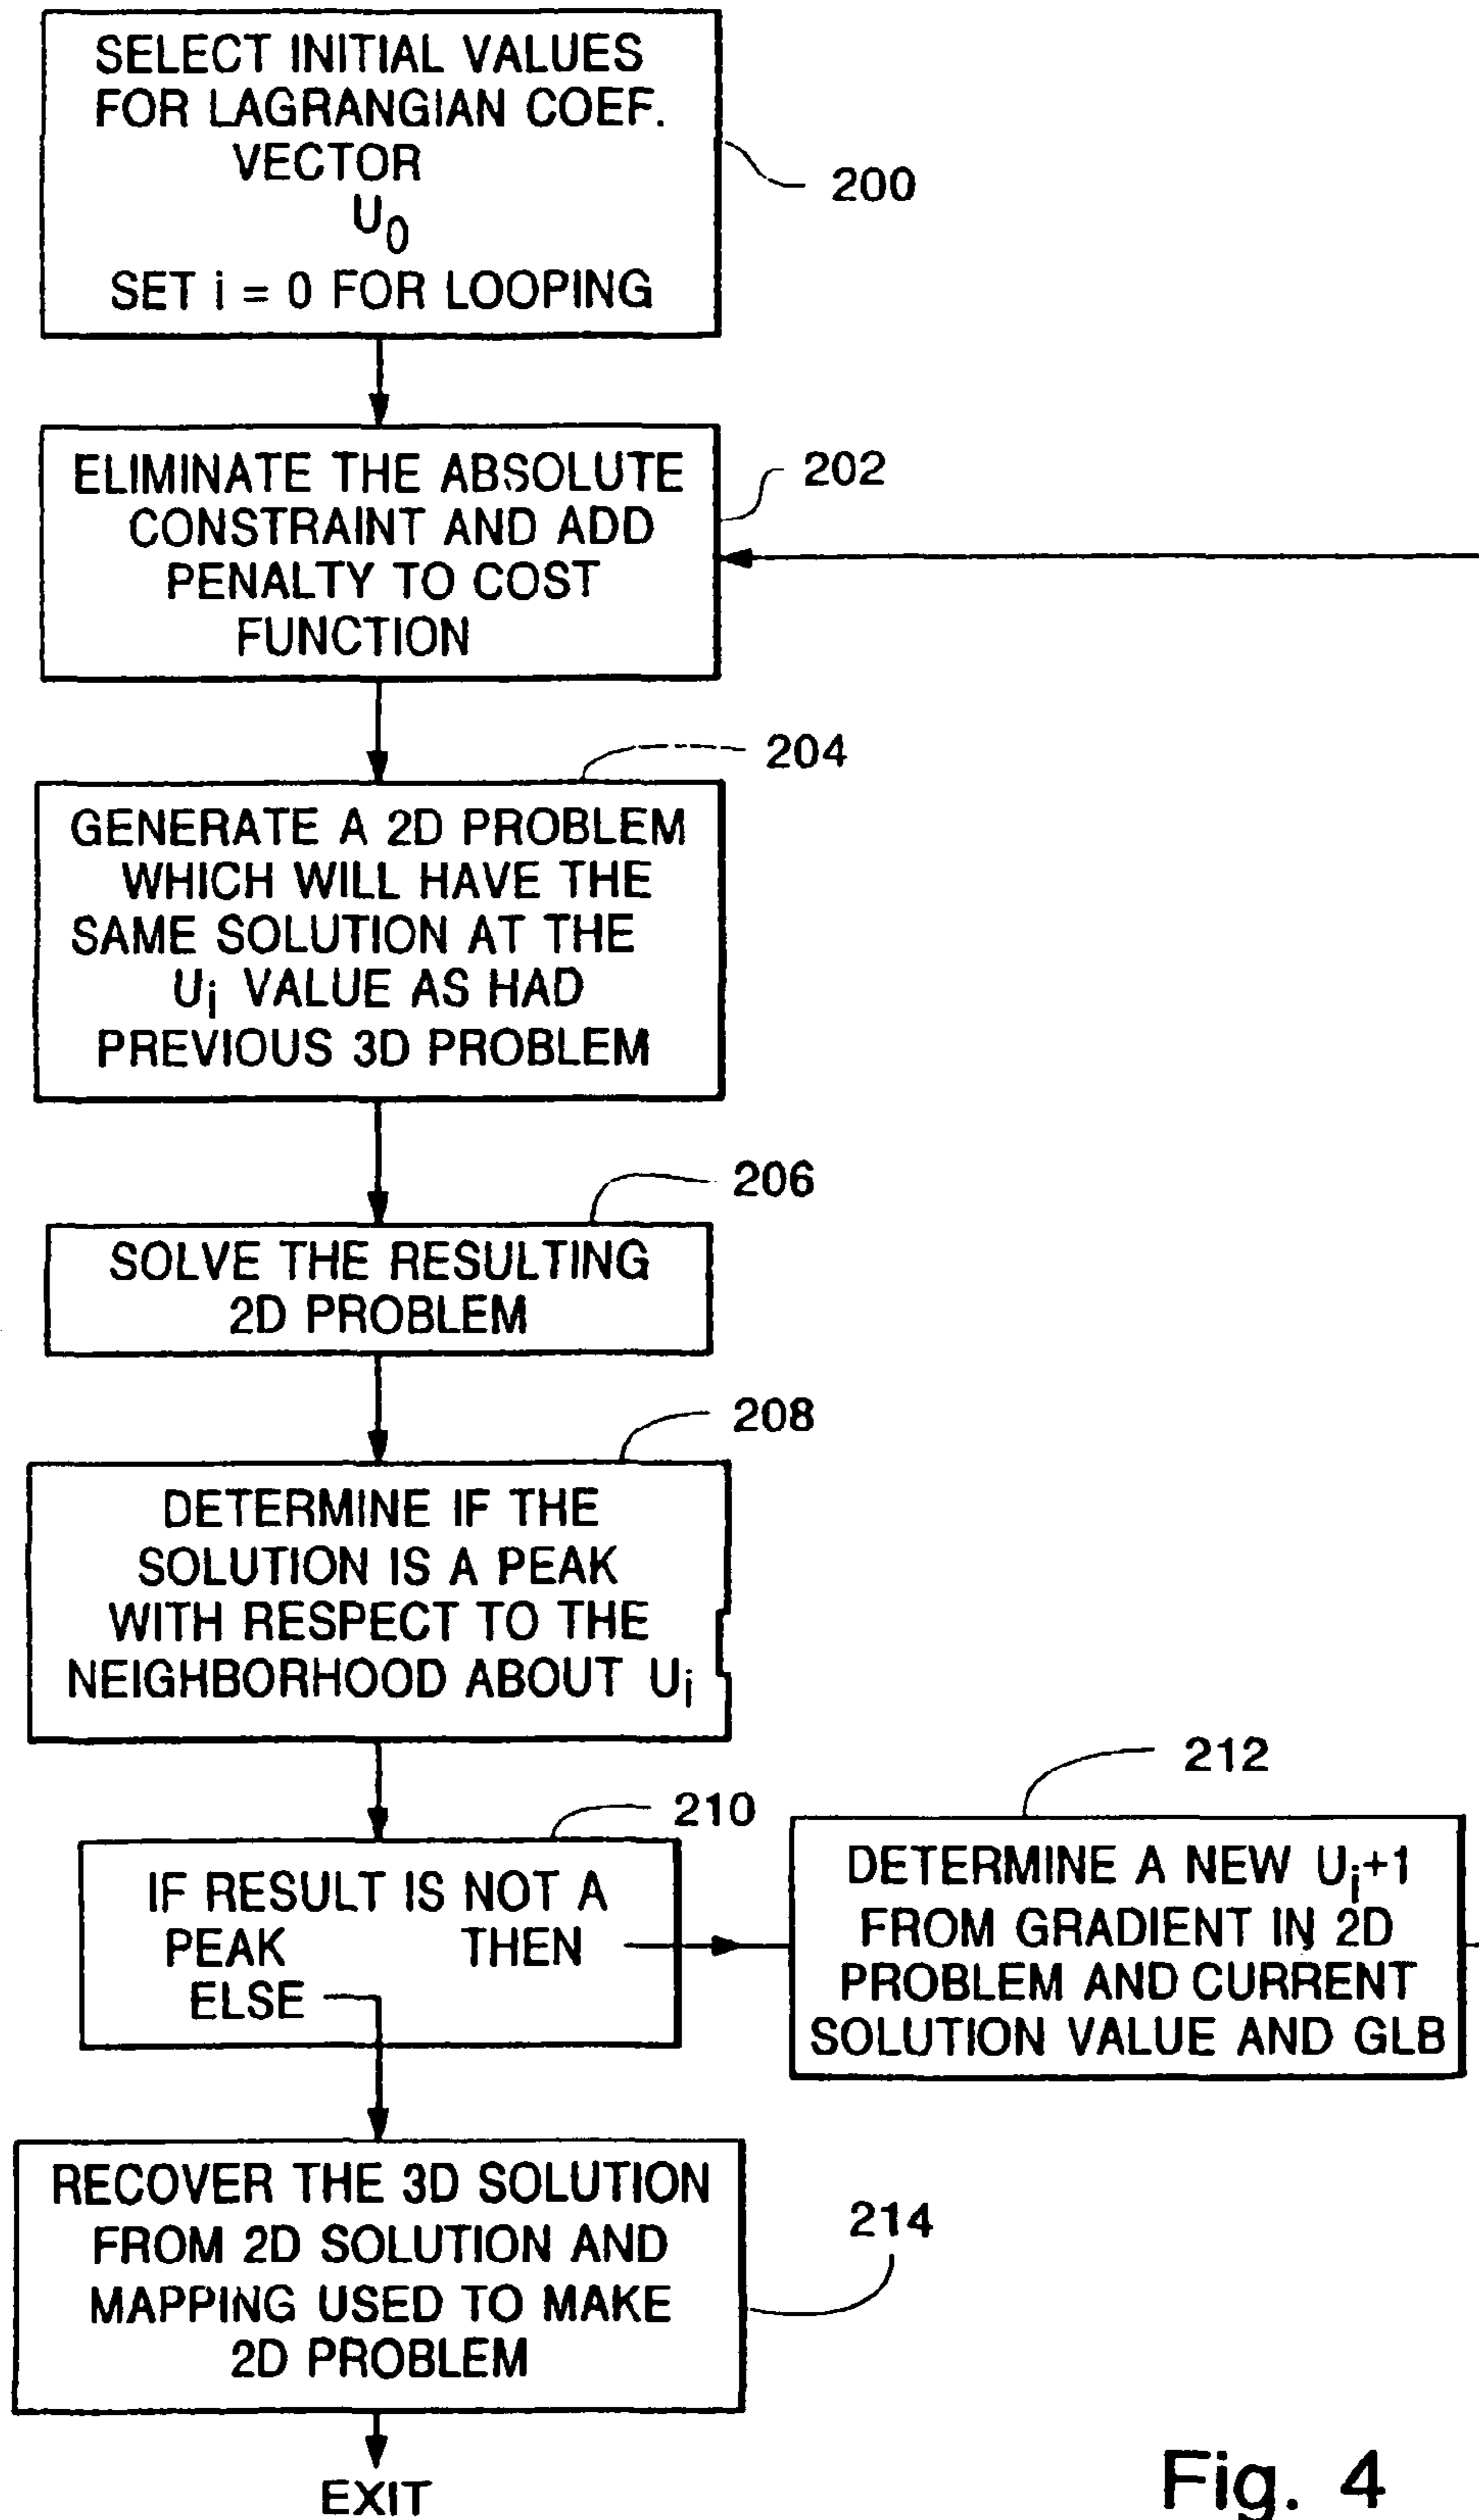 SELECT INITIAL VALUES
FOR LAGRANGIAN COEF.
VECTOR
U0
SET i = 0 FOR LOOPING
200
ELIMINATE THE ABSOLUTE
CONSTRAINT AND ADD
PENALTY TO COST
FUNCTION
202
204
GENERATE A 2D PROBLEM
WHICH WILL HAVE THE
SAME SOLUTION AT THE
Ui VALUE AS HAD
PREVIOUS 3D PROBLEM
206
SOLVE THE RESULTING
2D PROBLEM
208
DETERMINE IF THE
SOLUTION IS A PEAK
WITH RESPECT TO THE
NEIGHBORHOOD ABOUT Ui
210
IF RESULT IS NOT A
PEAK THEN
ELSE
212
DETERMINE A NEW Ui+1
FROM GRADIENT IN 2D
PROBLEM AND CURRENT
SOLUTION VALUE AND GLB
RECOVER THE 3D SOLUTION
FROM 2D SOLUTION AND
MAPPING USED TO MAKE
2D PROBLEM
214
EXIT
Fig. 4